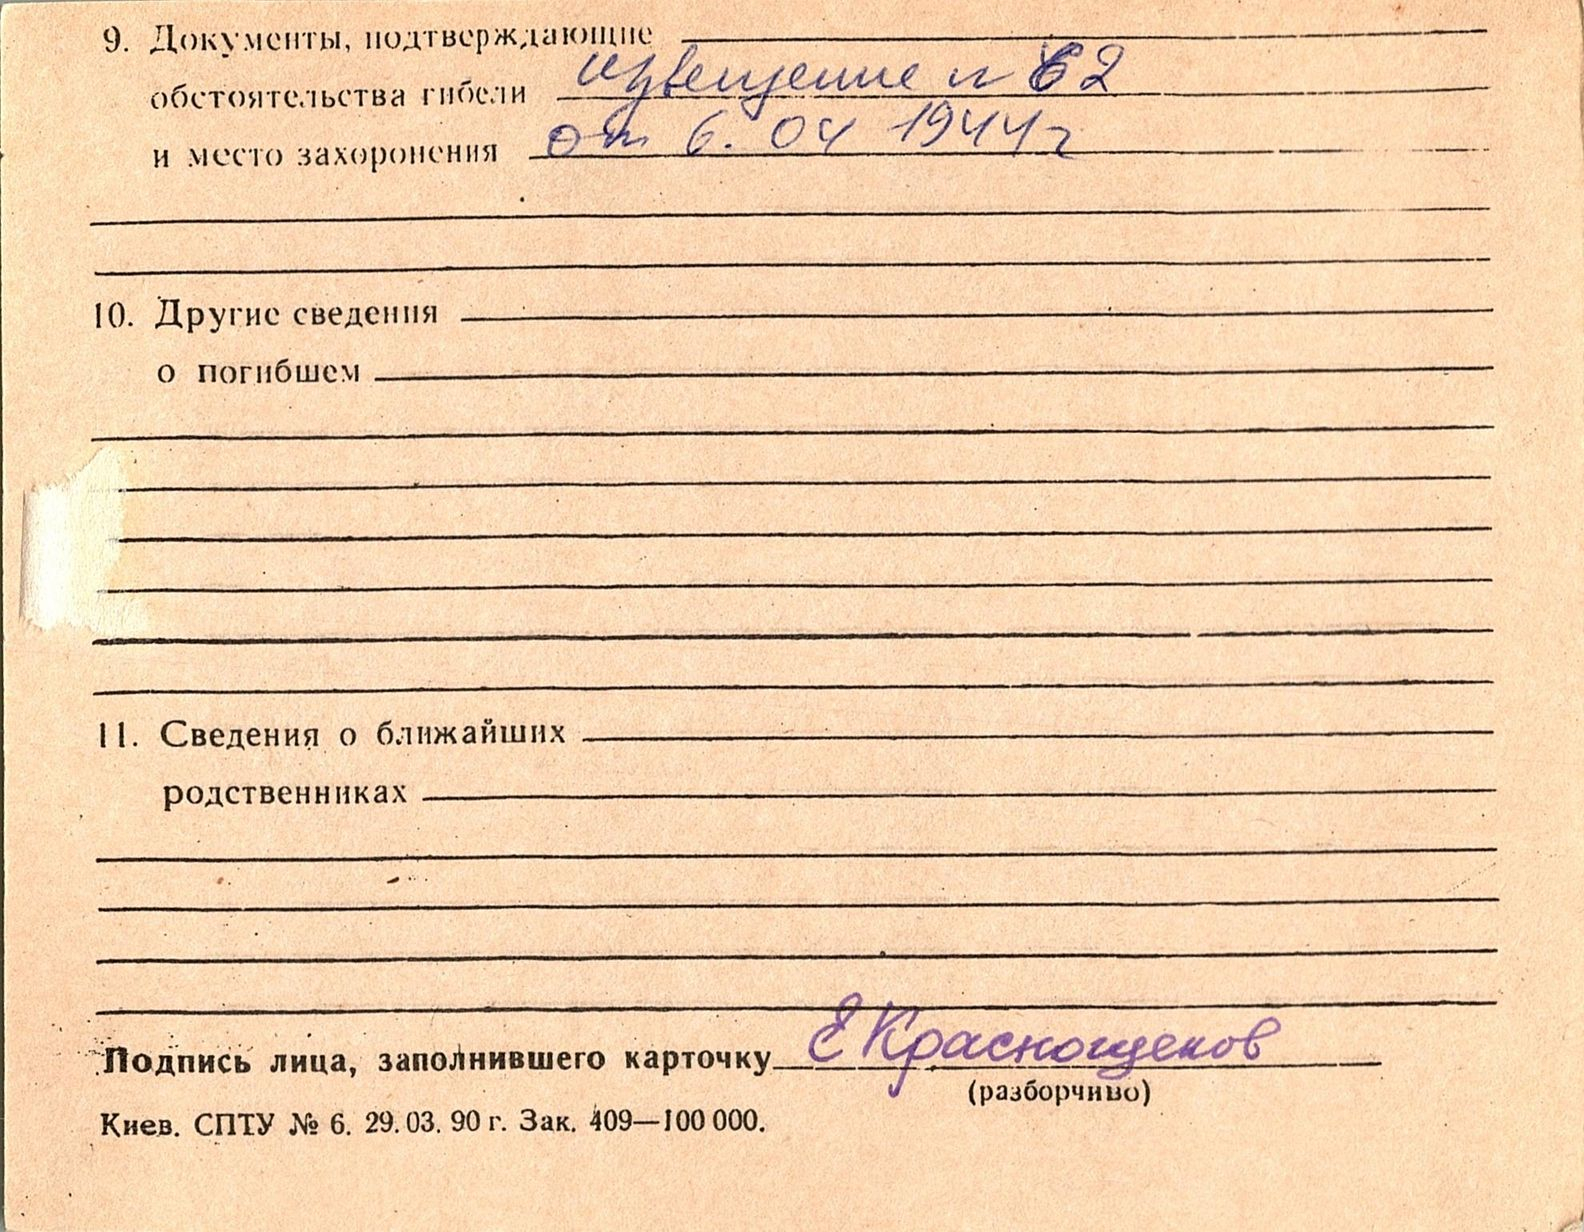 9. Документы, подтверждающие
обстоятельства гибели извещение н 62
и место захоронения от 6. 04 1944г
10. Другие сведения
о погибшем
11. Сведения о ближайших
родственниках
Подпись лица, заполнившего карточку Е Краснощеков
(разборчиво)
Киев. СПТУ № 6. 29.03.90 г. Зак. 409—100 000.